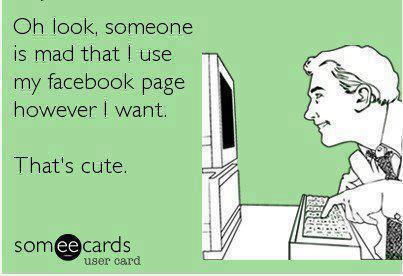 Oh look, someone
is mad that I use
my facebook page
however I want.
That's cute.
someecards
user card